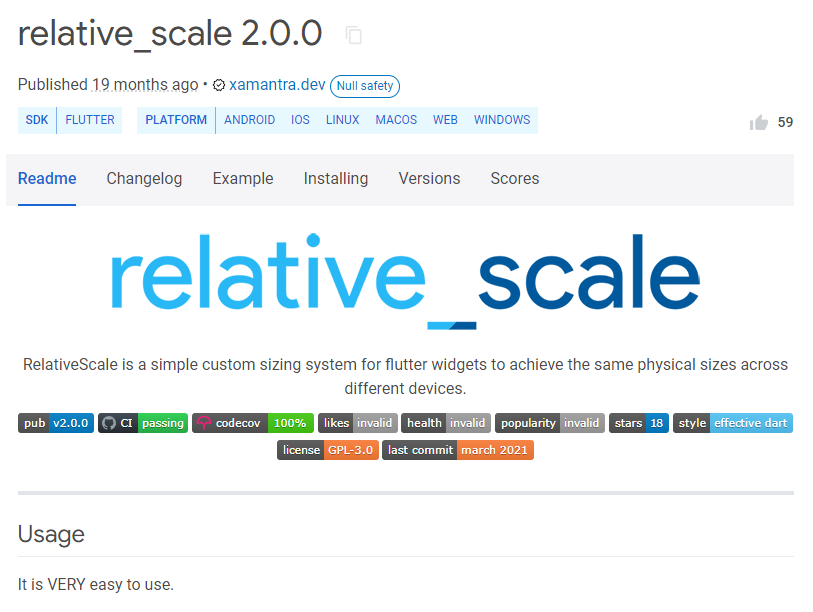 relative_scale 2.0.0
Published 19 months ago • xamantra.dev Null safety
SDK FLUTTER PLATFORM ANDROID IOS LINUX MACOS WEB WINDOWS 59
Readme Changelog Example Installing Versions Scores
relative_scale
RelativeScale is a simple custom sizing system for flutter widgets to achieve the same physical sizes across
different devices.
pub v2.0.0 CI passing codecov 100% likes invalid health invalid popularity invalid stars 18 style effective dart
license GPL-3.0 last commit march 2021
Usage
It is VERY easy to use.